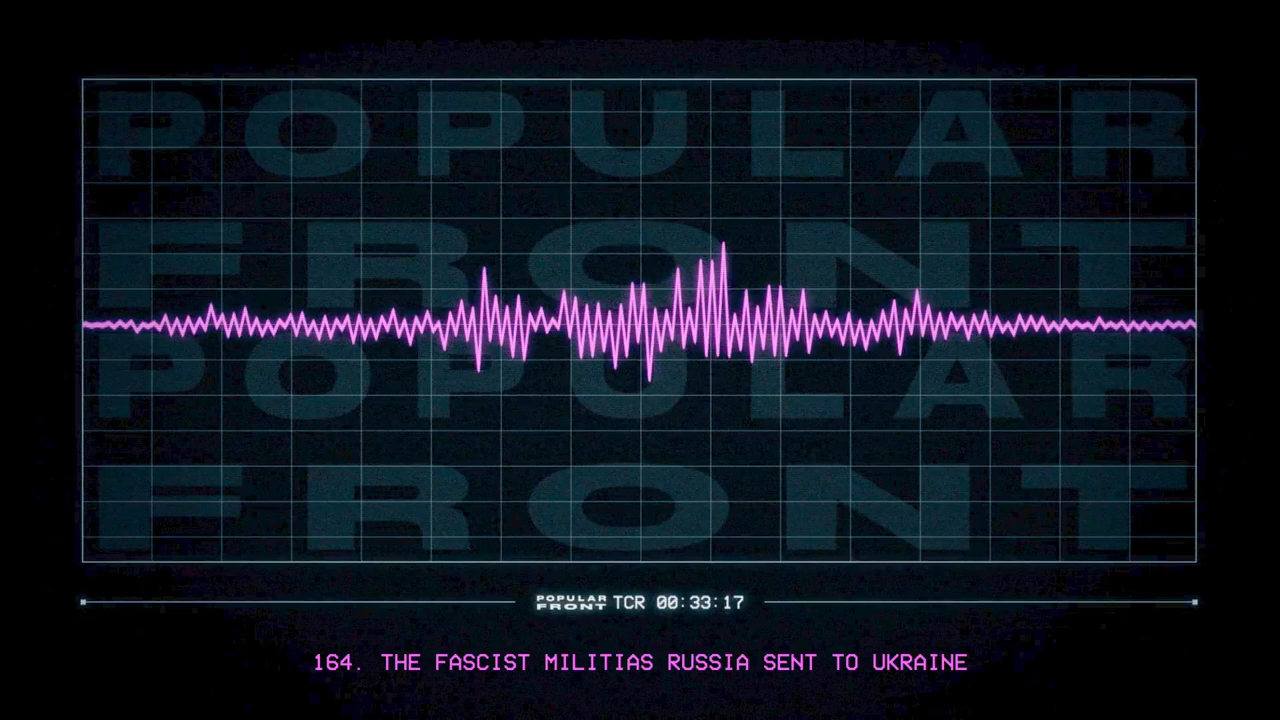 POPULAR
FRONT
POPULAR
FRONT
POPULAR FRONT TCR 00:33:17
164. THE FASCIST MILITIAS RUSSIA SENT TO UKRAINE